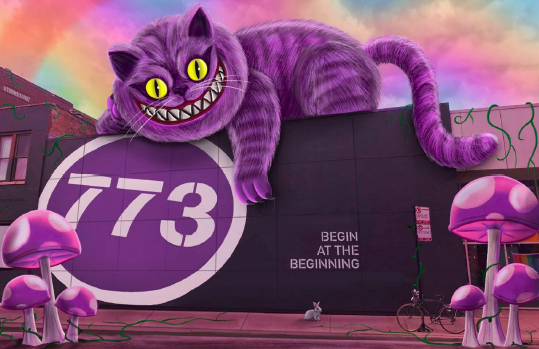 773
BEGIN
AT THE
BEGINNING